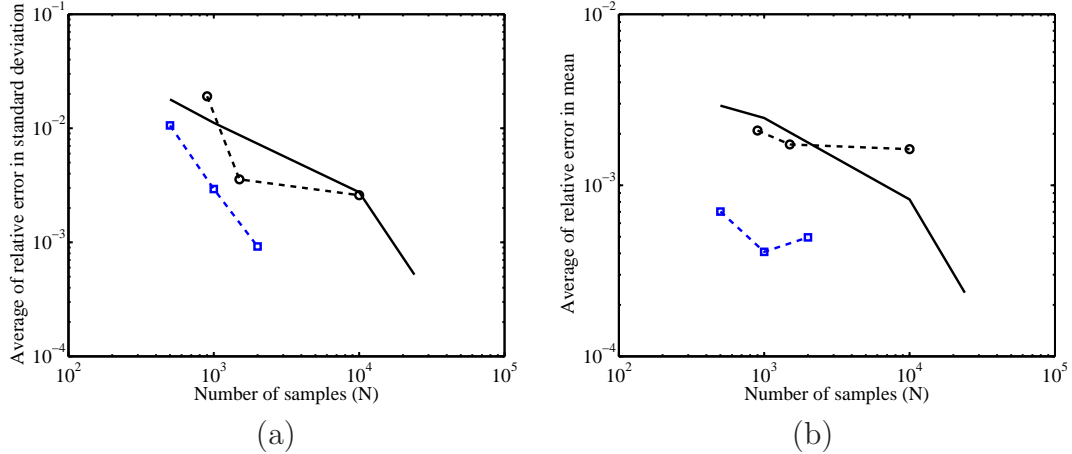 10^-1
10^-2
10^-3
10^-4
10^2
10^3
10^4
10^5
Average of relative error in standard deviation
Number of samples (N)
(a)
10^-2
10^-3
10^-4
10^2
10^3
10^4
10^5
Average of relative error in mean
Number of samples (N)
(b)